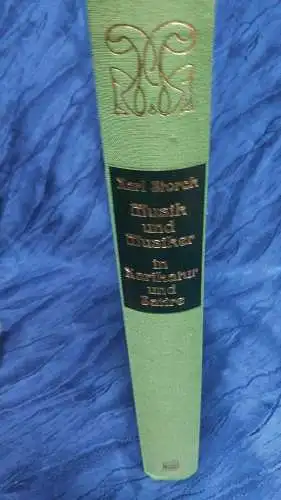 Karl Storck
Musik
und
Musiker
in
Karikatur
und
Satire